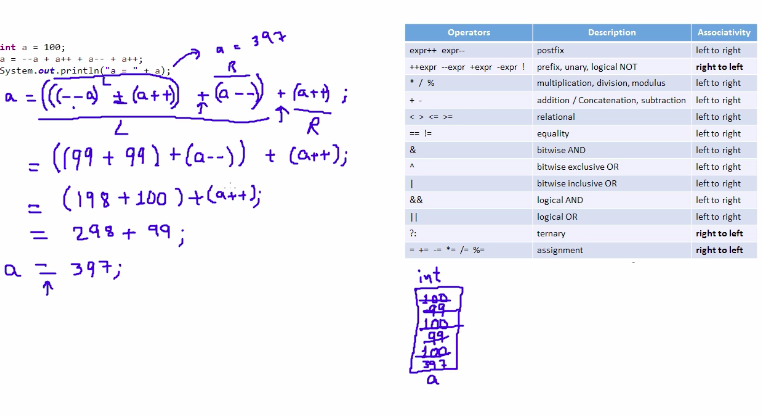 int a = 100;
a = --a + a++ + a-- + a++;
System.out.println("a = " + a);
a = 397
L
R
a = (((--a) + (a++)) + (a--)) + (a++) ;
L
R
= ((99 + 99) + (a--)) + (a++);
= (198 + 100) + (a++);
= 298 + 99 ;
a = 397;
Operators Description Associativity
expr++ expr-- postfix left to right
++expr --expr +expr -expr ! prefix, unary, logical NOT right to left
* / % multiplication, division, modulus left to right
+ - addition / Concatenation, subtraction left to right
< > <= >= relational left to right
== != equality left to right
& bitwise AND left to right
^ bitwise exclusive OR left to right
| bitwise inclusive OR left to right
&& logical AND left to right
|| logical OR left to right
?: ternary right to left
= += -= *= /= %= assignment right to left
int
100
99
100
99
100
397
a